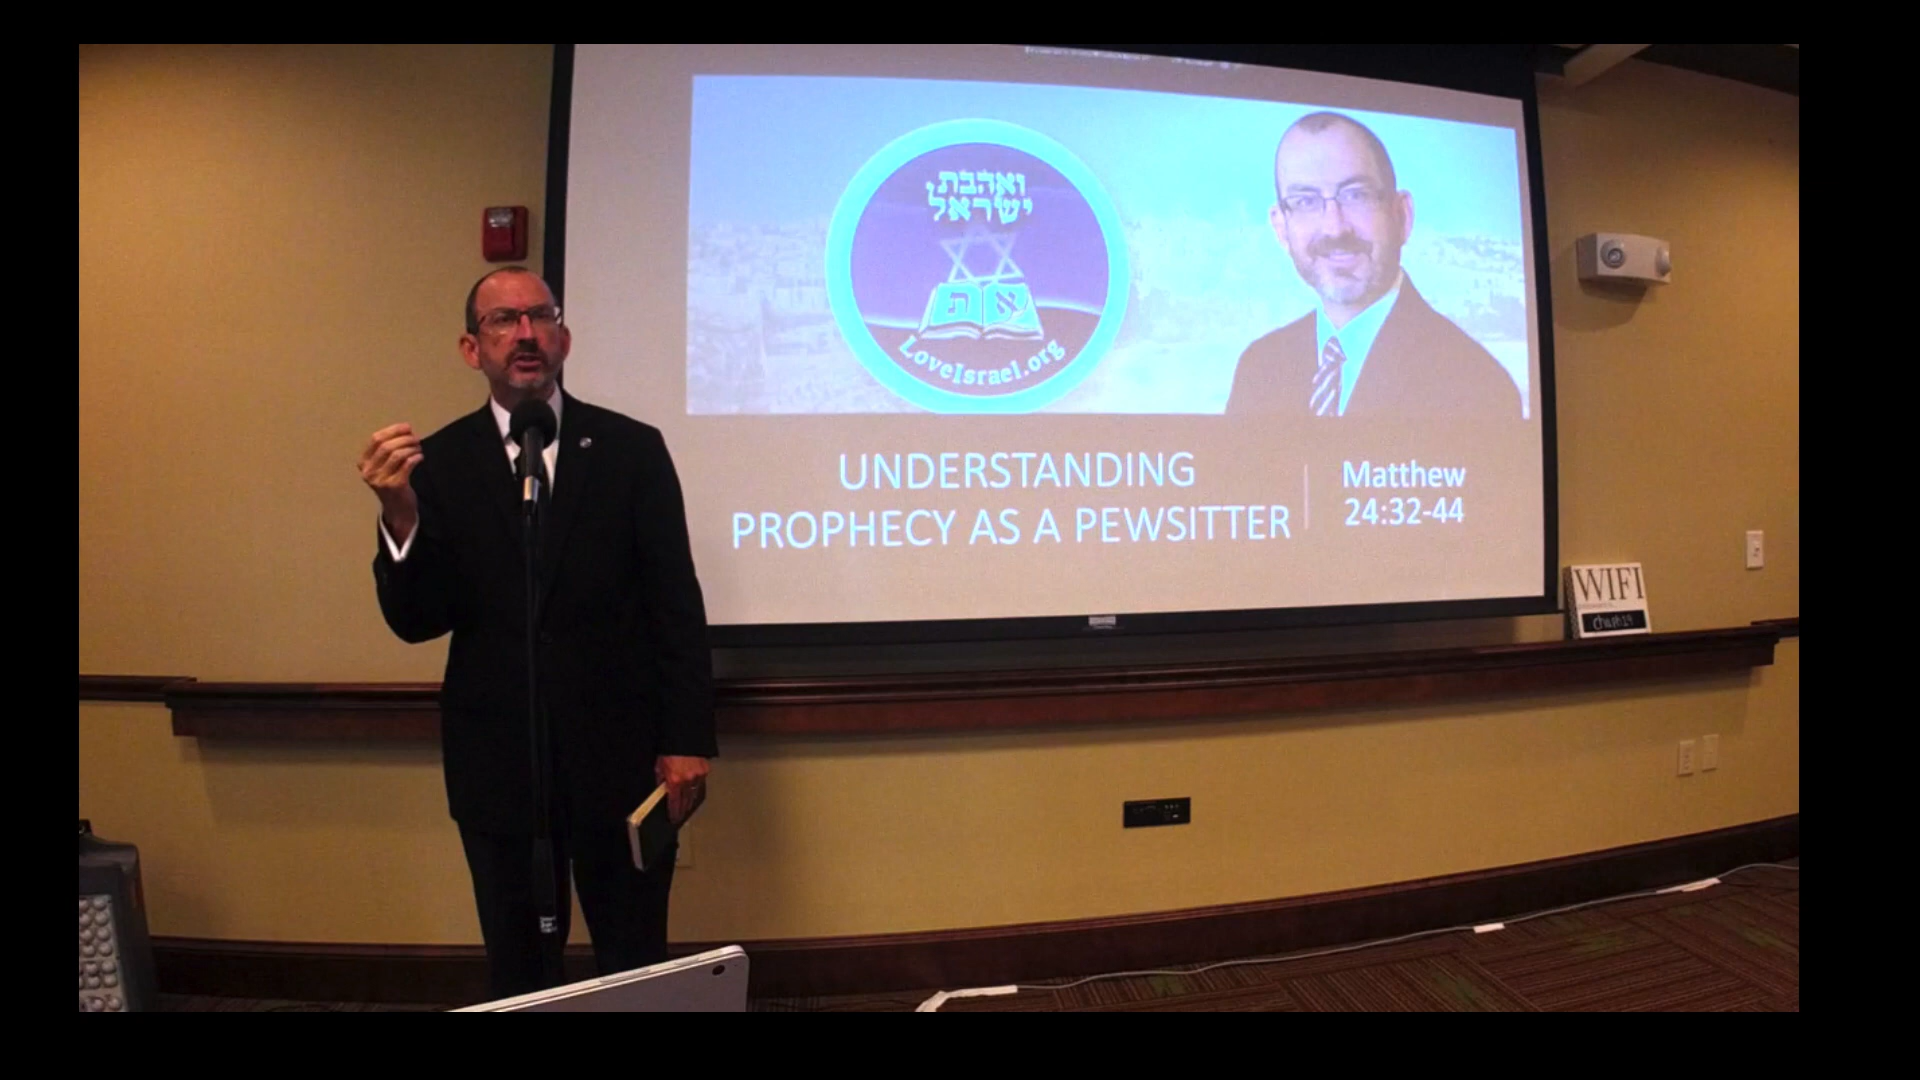 ואהבת
ישראל
ת א
LoveIsrael.org
UNDERSTANDING
PROPHECY AS A PEWSITTER
Matthew
24:32-44
WIFI